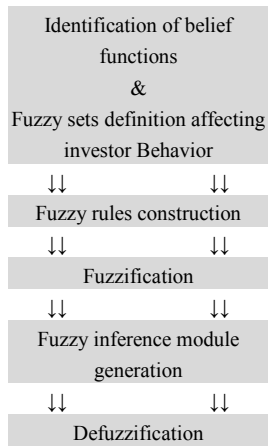 Identification of belief
functions
&
Fuzzy sets definition affecting
investor Behavior
↓↓ ↓↓
Fuzzy rules construction
↓↓ ↓↓
Fuzzification
↓↓ ↓↓
Fuzzy inference module
generation
↓↓ ↓↓
Defuzzification